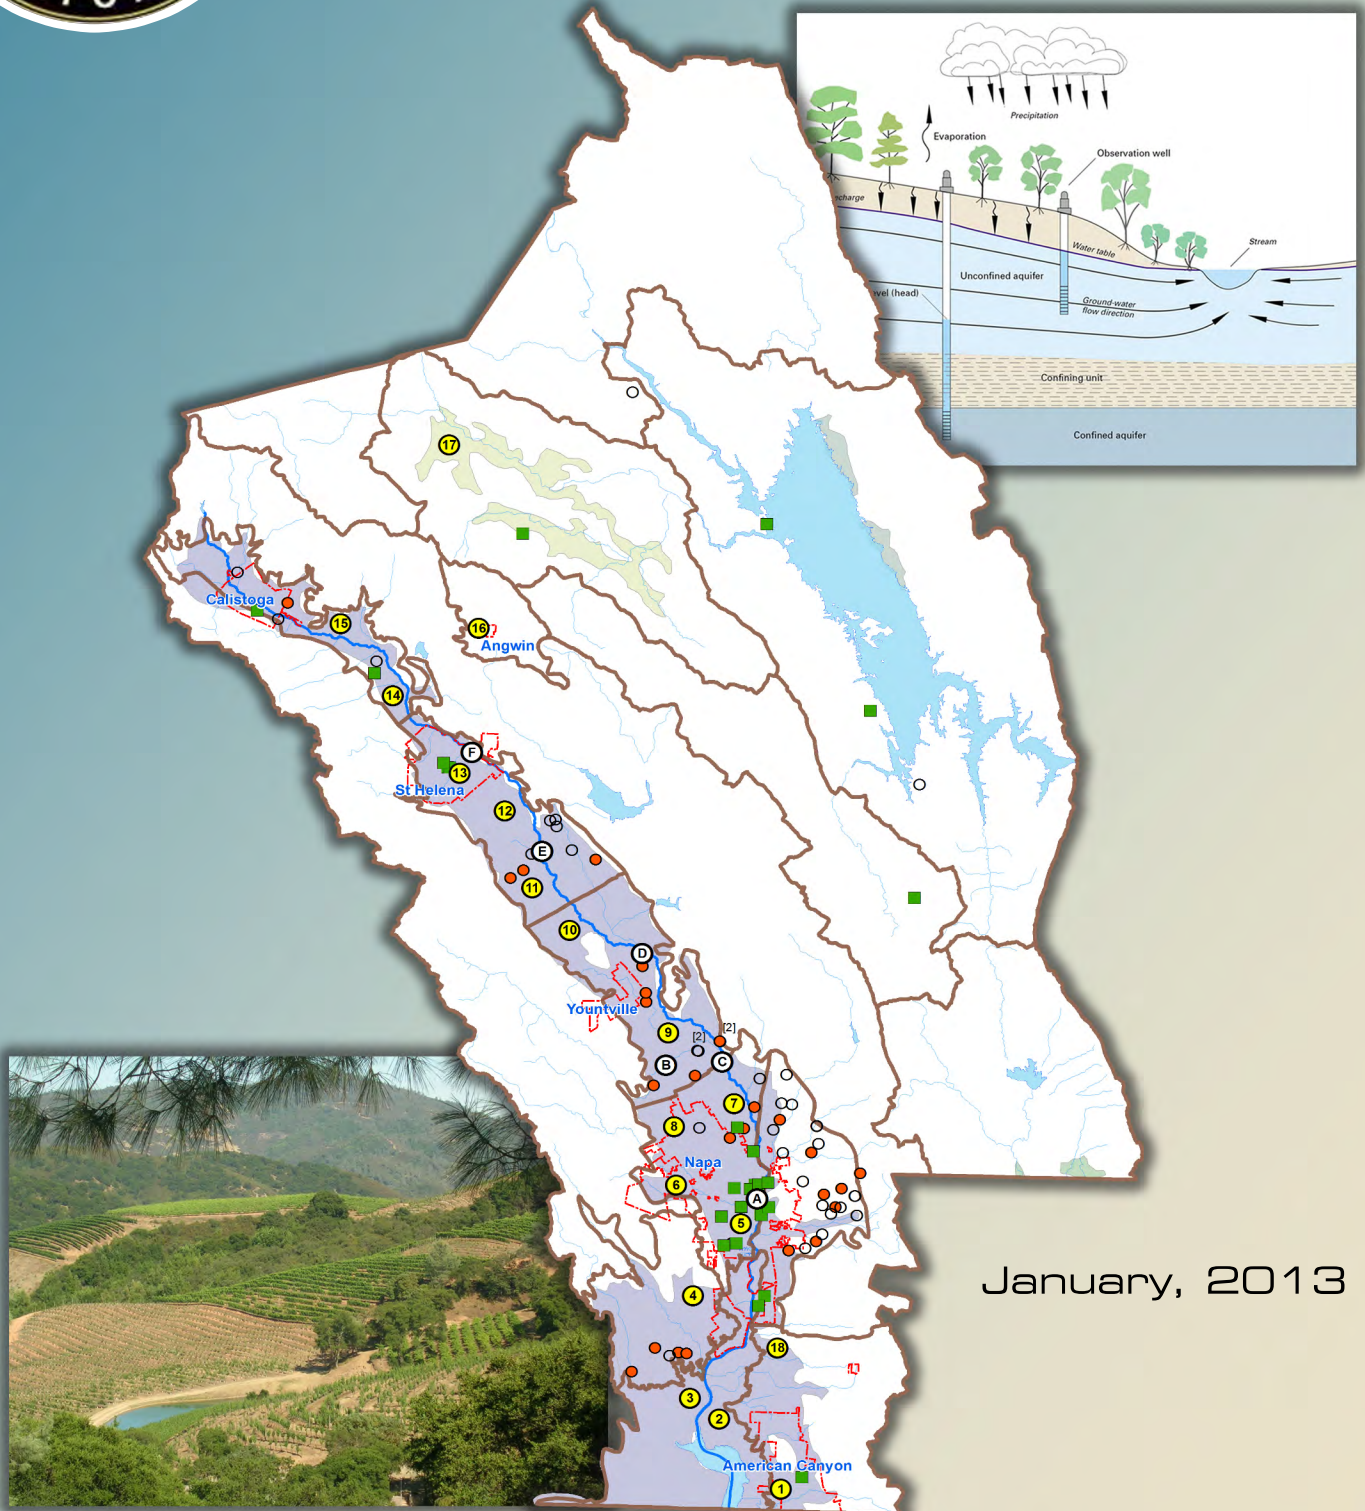 Precipitation
Evaporation
Observation well
Stream
Water table
Unconfined aquifer
(head)
Ground-water
flow direction
Confining unit
Confined aquifer
17
Calistoga
15
16
Angwin
14
F
13
St Helena
12
E
11
10
D
Yountville
9
[2]
[2]
B
C
7
8
Napa
6
A
5
4
January, 2013
18
3
2
American Canyon
1